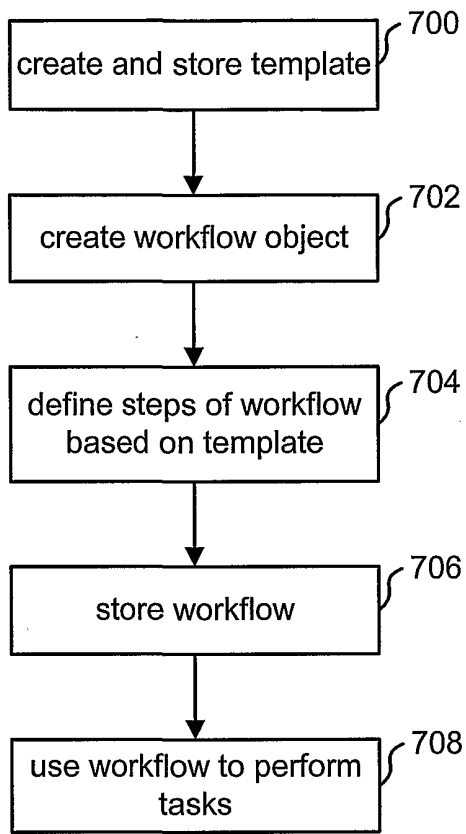 700
create and store template
702
create workflow object
704
define steps of workflow
based on template
706
store workflow
708
use workflow to perform
tasks